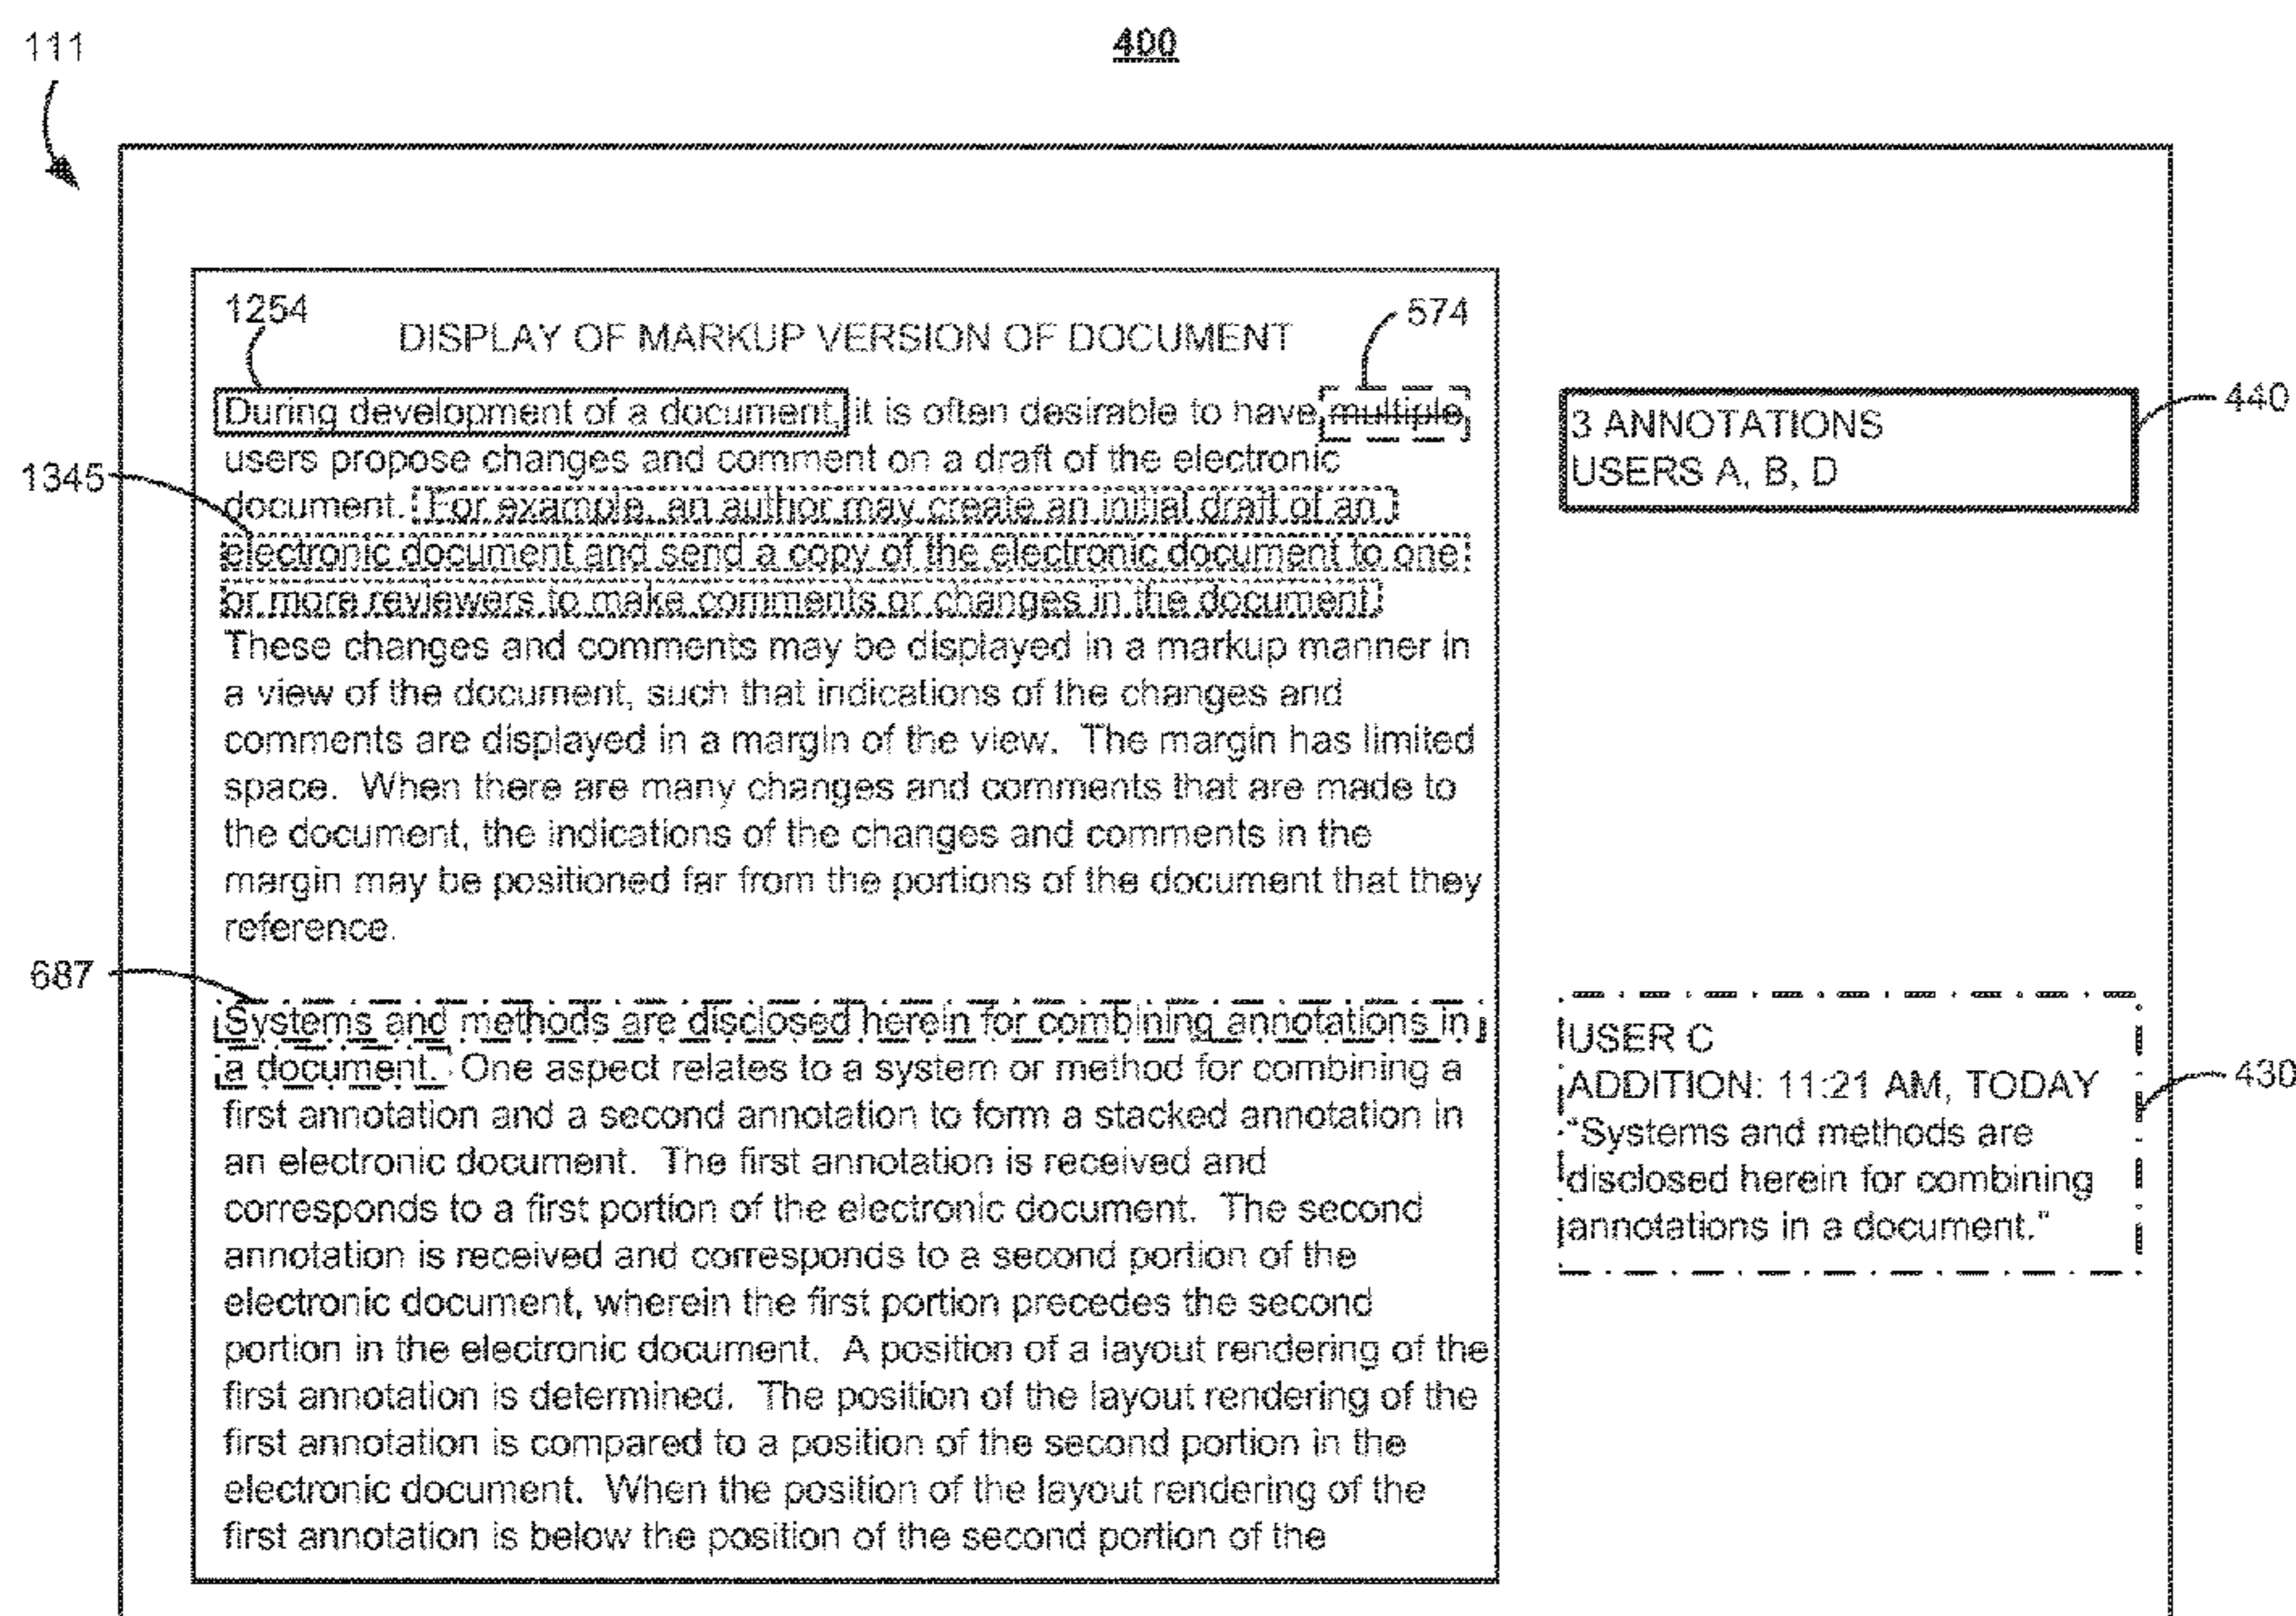 111
400
1254
574
DISPLAY OF MARKUP VERSION OF DOCUMENT
During development of a document, it is often desirable to have multiple
users propose changes and comment on a draft of the electronic
1345
document. For example, an author may create an initial draft of an
electronic document and send a copy of the electronic document to one
or more reviewers to make comments or changes in the document.
These changes and comments may be displayed in a markup manner in
a view of the document, such that indications of the changes and
comments are displayed in a margin of the view. The margin has limited
space. When there are many changes and comments that are made to
the document, the indications of the changes and comments in the
margin may be positioned far from the portions of the document that they
reference.
687
Systems and methods are disclosed herein for combining annotations in
a document. One aspect relates to a system or method for combining a
first annotation and a second annotation to form a stacked annotation in
an electronic document. The first annotation is received and
corresponds to a first portion of the electronic document. The second
annotation is received and corresponds to a second portion of the
electronic document, wherein the first portion precedes the second
portion in the electronic document. A position of a layout rendering of the
first annotation is determined. The position of the layout rendering of the
first annotation is compared to a position of the second portion in the
electronic document. When the position of the layout rendering of the
first annotation is below the position of the second portion of the
440
3 ANNOTATIONS
USERS A, B, D
430
USER C
ADDITION: 11:21 AM, TODAY
"Systems and methods are
disclosed herein for combining
annotations in a document."